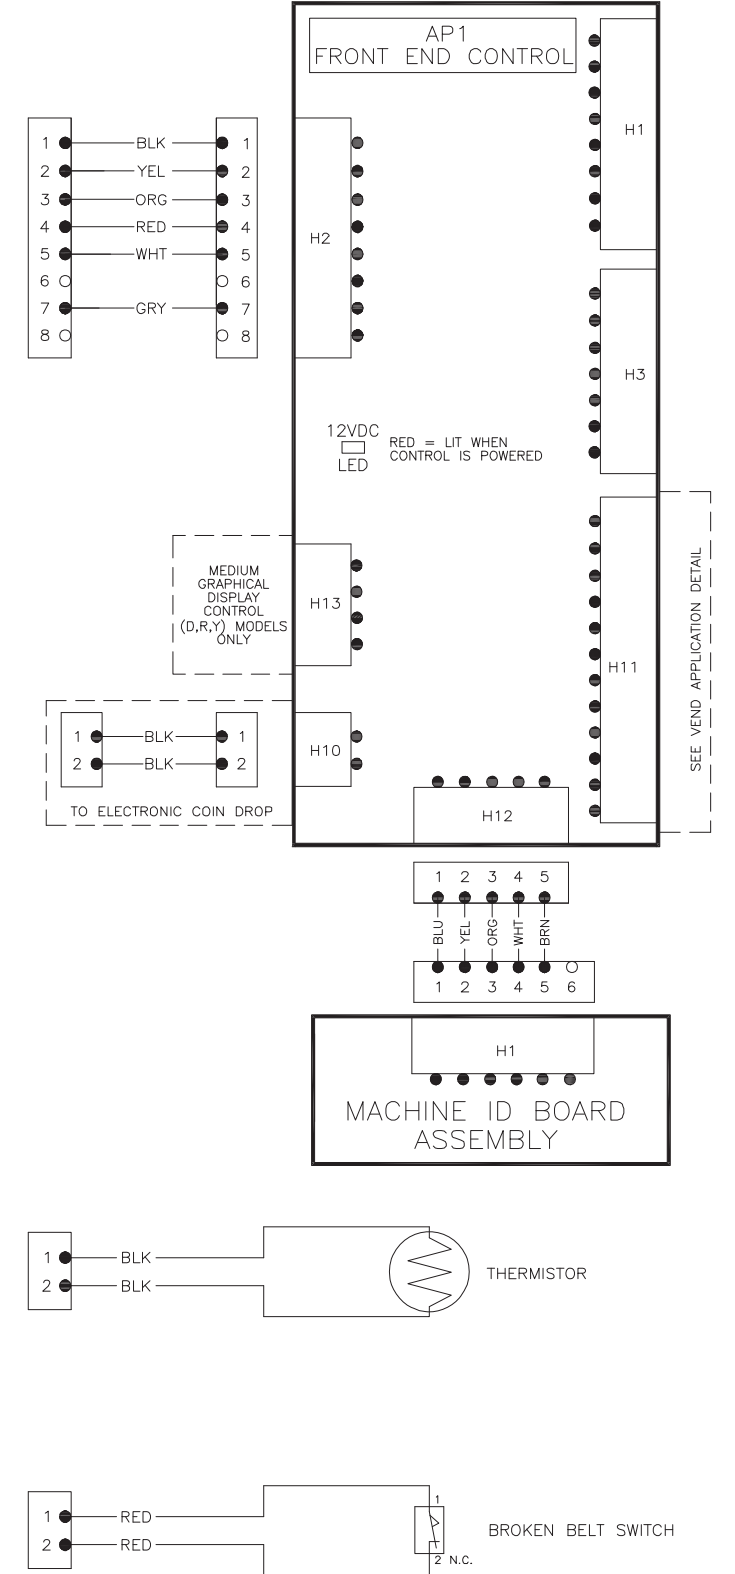 AP1
FRONT END CONTROL
H1
1 BLK 1
2 YEL 2
3 ORG 3
4 RED 4
5 WHT 5
6 6
7 GRY 7
8 8
H2
H3
12VDC
LED
RED = LIT WHEN
CONTROL IS POWERED
MEDIUM
GRAPHICAL
DISPLAY
CONTROL
(D,R,Y) MODELS
ONLY
H13
H11
SEE VEND APPLICATION DETAIL
1 BLK 1
2 BLK 2
TO ELECTRONIC COIN DROP
H10
H12
1 2 3 4 5
BLU YEL ORG WHT BRN
1 2 3 4 5 6
H1
MACHINE ID BOARD
ASSEMBLY
1 BLK
2 BLK
THERMISTOR
1 RED
2 RED
1
2 N.C.
BROKEN BELT SWITCH